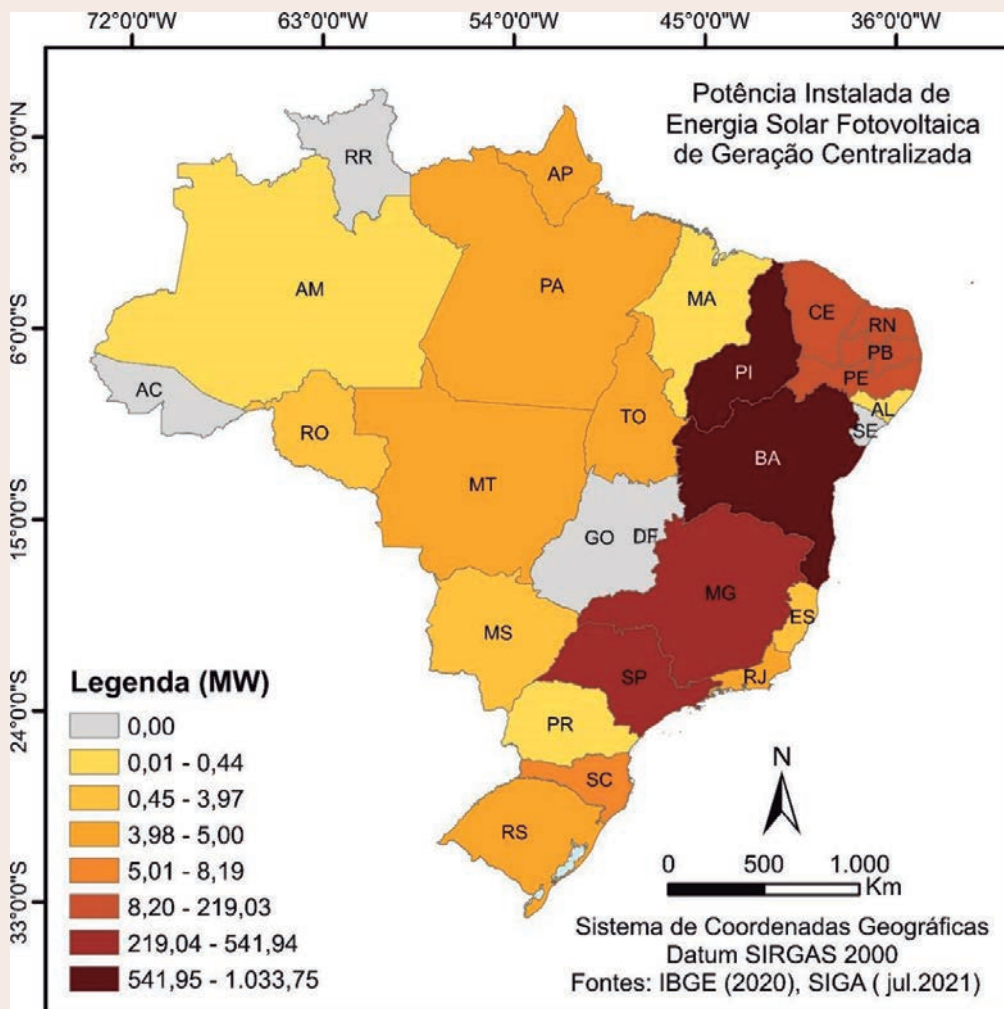 72°0'0"W 63°0'0"W 54°0'0"W 45°0'0"W 36°0'0"W
Potência Instalada de
Energia Solar Fotovoltaica
de Geração Centralizada
3°0'0"N
6°0'0"S
15°0'0"S
24°0'0"S
33°0'0"S
RR
AP
AM
PA
MA
CE
RN
PB
PE
PI
AL
SE
AC
RO
TO
BA
MT
GO
DF
MG
ES
MS
SP
RJ
PR
SC
RS
Legenda (MW)
0,00
0,01 - 0,44
0,45 - 3,97
3,98 - 5,00
5,01 - 8,19
8,20 - 219,03
219,04 - 541,94
541,95 - 1.033,75
N
0 500 1.000
Km
Sistema de Coordenadas Geográficas
Datum SIRGAS 2000
Fontes: IBGE (2020), SIGA ( jul.2021)